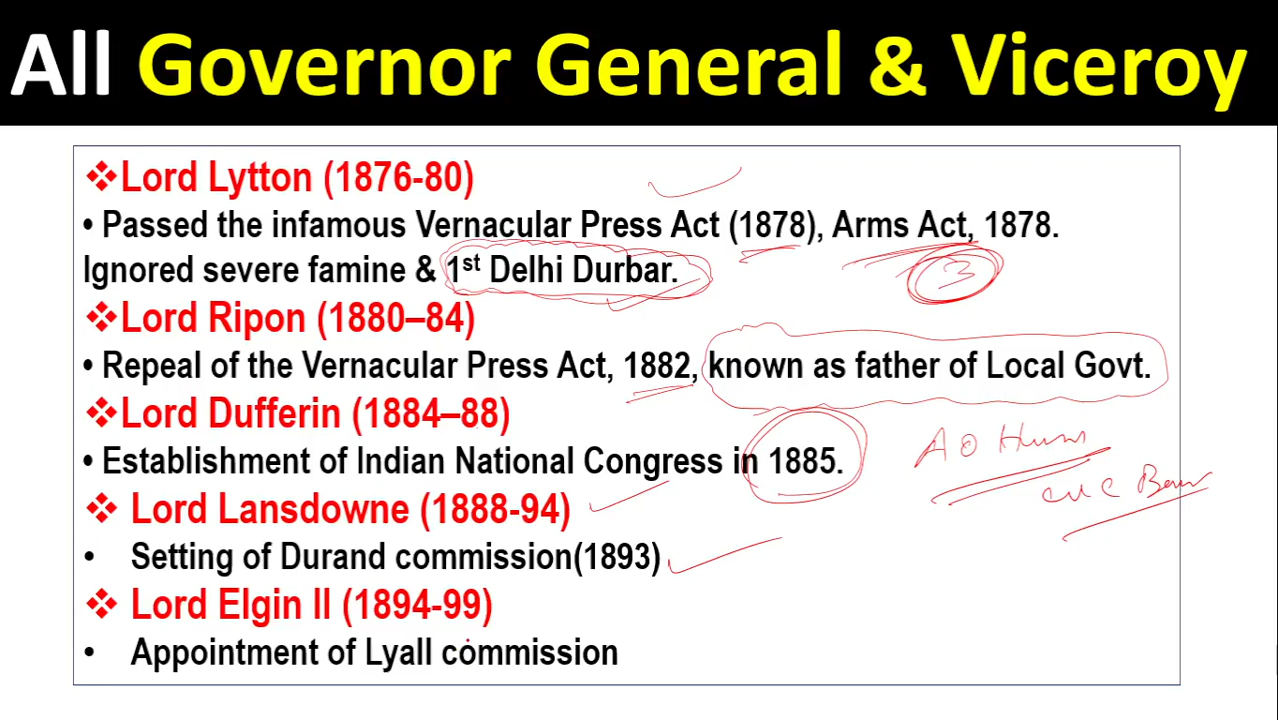 All Governor General & Viceroy
❖Lord Lytton (1876-80)
• Passed the infamous Vernacular Press Act (1878), Arms Act, 1878.
Ignored severe famine & 1st Delhi Durbar.
3
❖Lord Ripon (1880–84)
• Repeal of the Vernacular Press Act, 1882, known as father of Local Govt.
❖Lord Dufferin (1884–88)
• Establishment of Indian National Congress in 1885.
A O Hum
❖ Lord Lansdowne (1888-94)
• Setting of Durand commission(1893)
❖ Lord Elgin II (1894-99)
• Appointment of Lyall commission